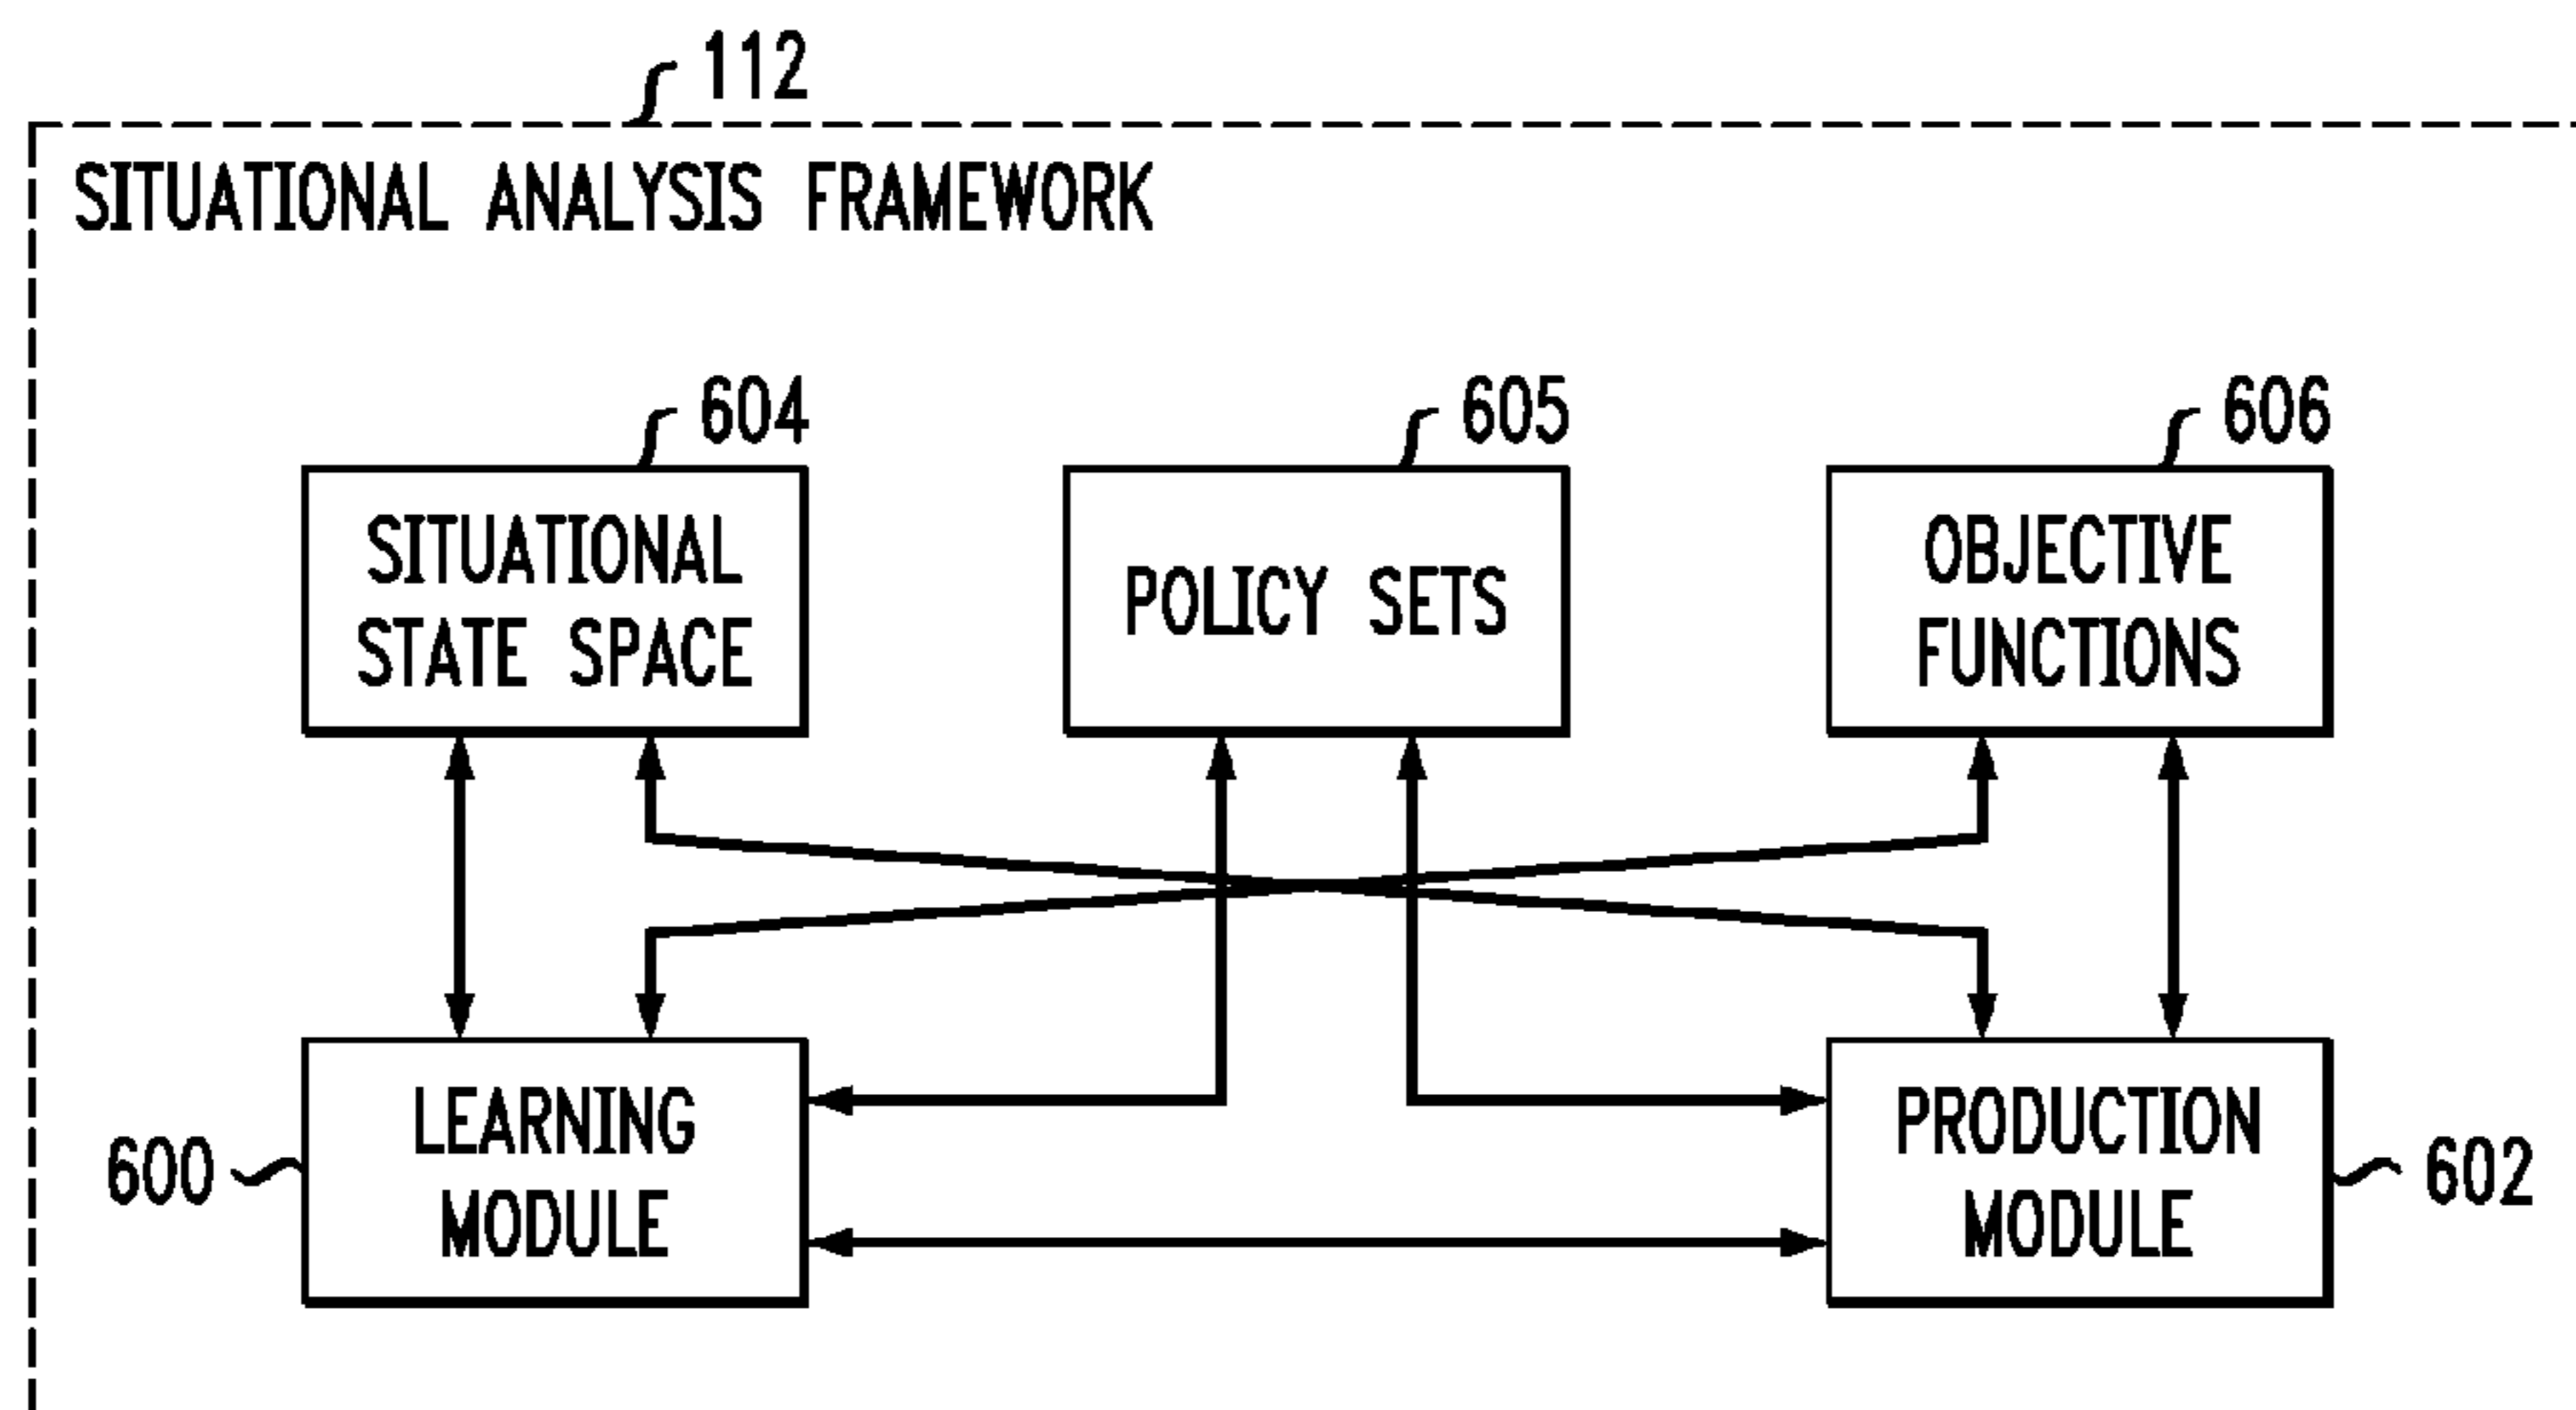 112
SITUATIONAL ANALYSIS FRAMEWORK
604
605
606
SITUATIONAL
STATE SPACE
POLICY SETS
OBJECTIVE
FUNCTIONS
600
LEARNING
MODULE
PRODUCTION
MODULE
602